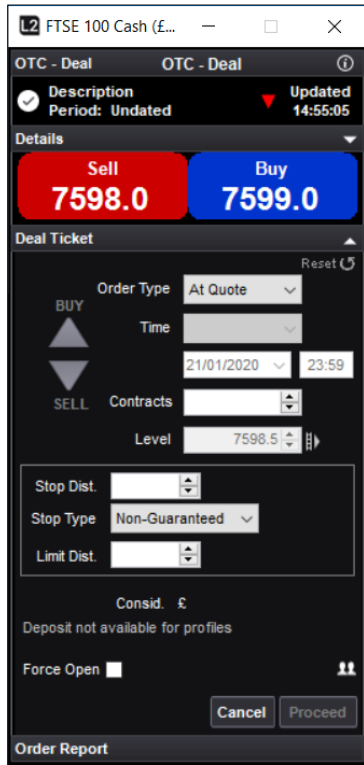 L2 FTSE 100 Cash (£...
OTC - Deal OTC - Deal
Description Updated
Period: Undated 14:55:05
Details
Sell Buy
7598.0 7599.0
Deal Ticket
Reset
Order Type At Quote
BUY
Time
21/01/2020 23:59
SELL Contracts
Level 7598.5
Stop Dist.
Stop Type Non-Guaranteed
Limit Dist.
Consid. £
Deposit not available for profiles
Force Open
Cancel Proceed
Order Report